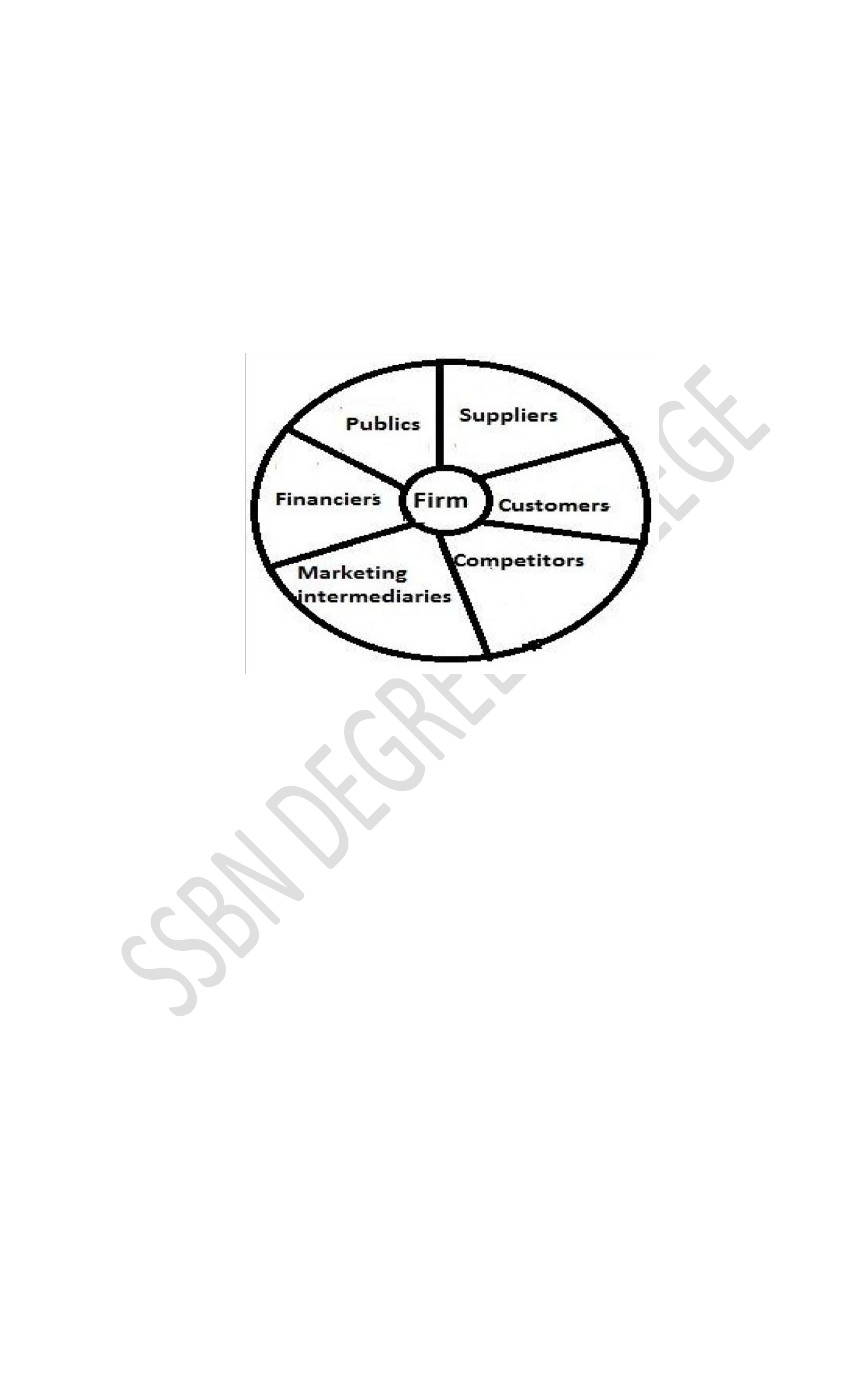 Publics
Suppliers
Financiers
Firm
Customers
Competitors
Marketing
intermediaries
SSBN DEGREE COLLEGE